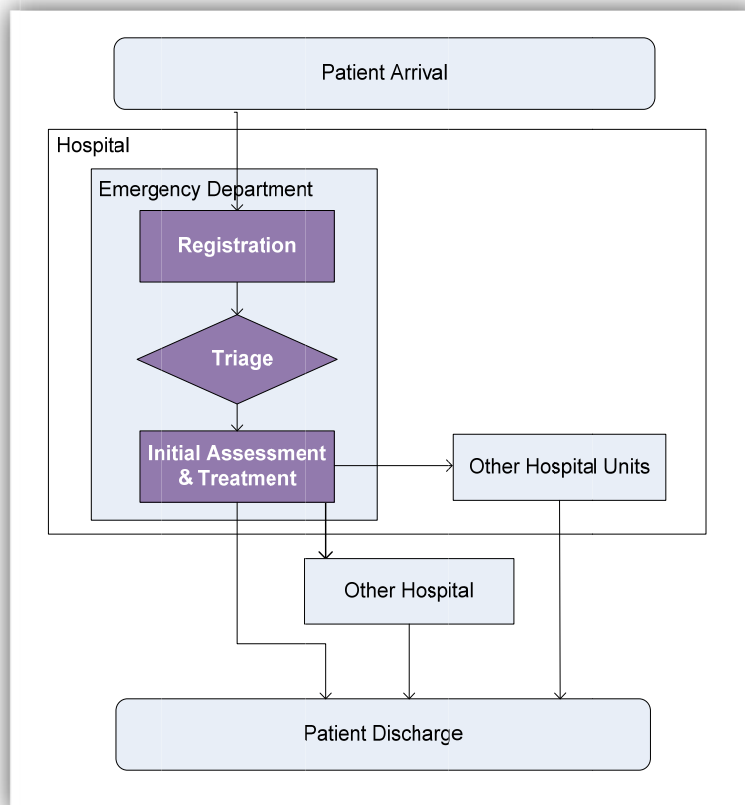 Patient Arrival
Hospital
Emergency Department
Registration
Triage
Initial Assessment
& Treatment
Other Hospital Units
Other Hospital
Patient Discharge